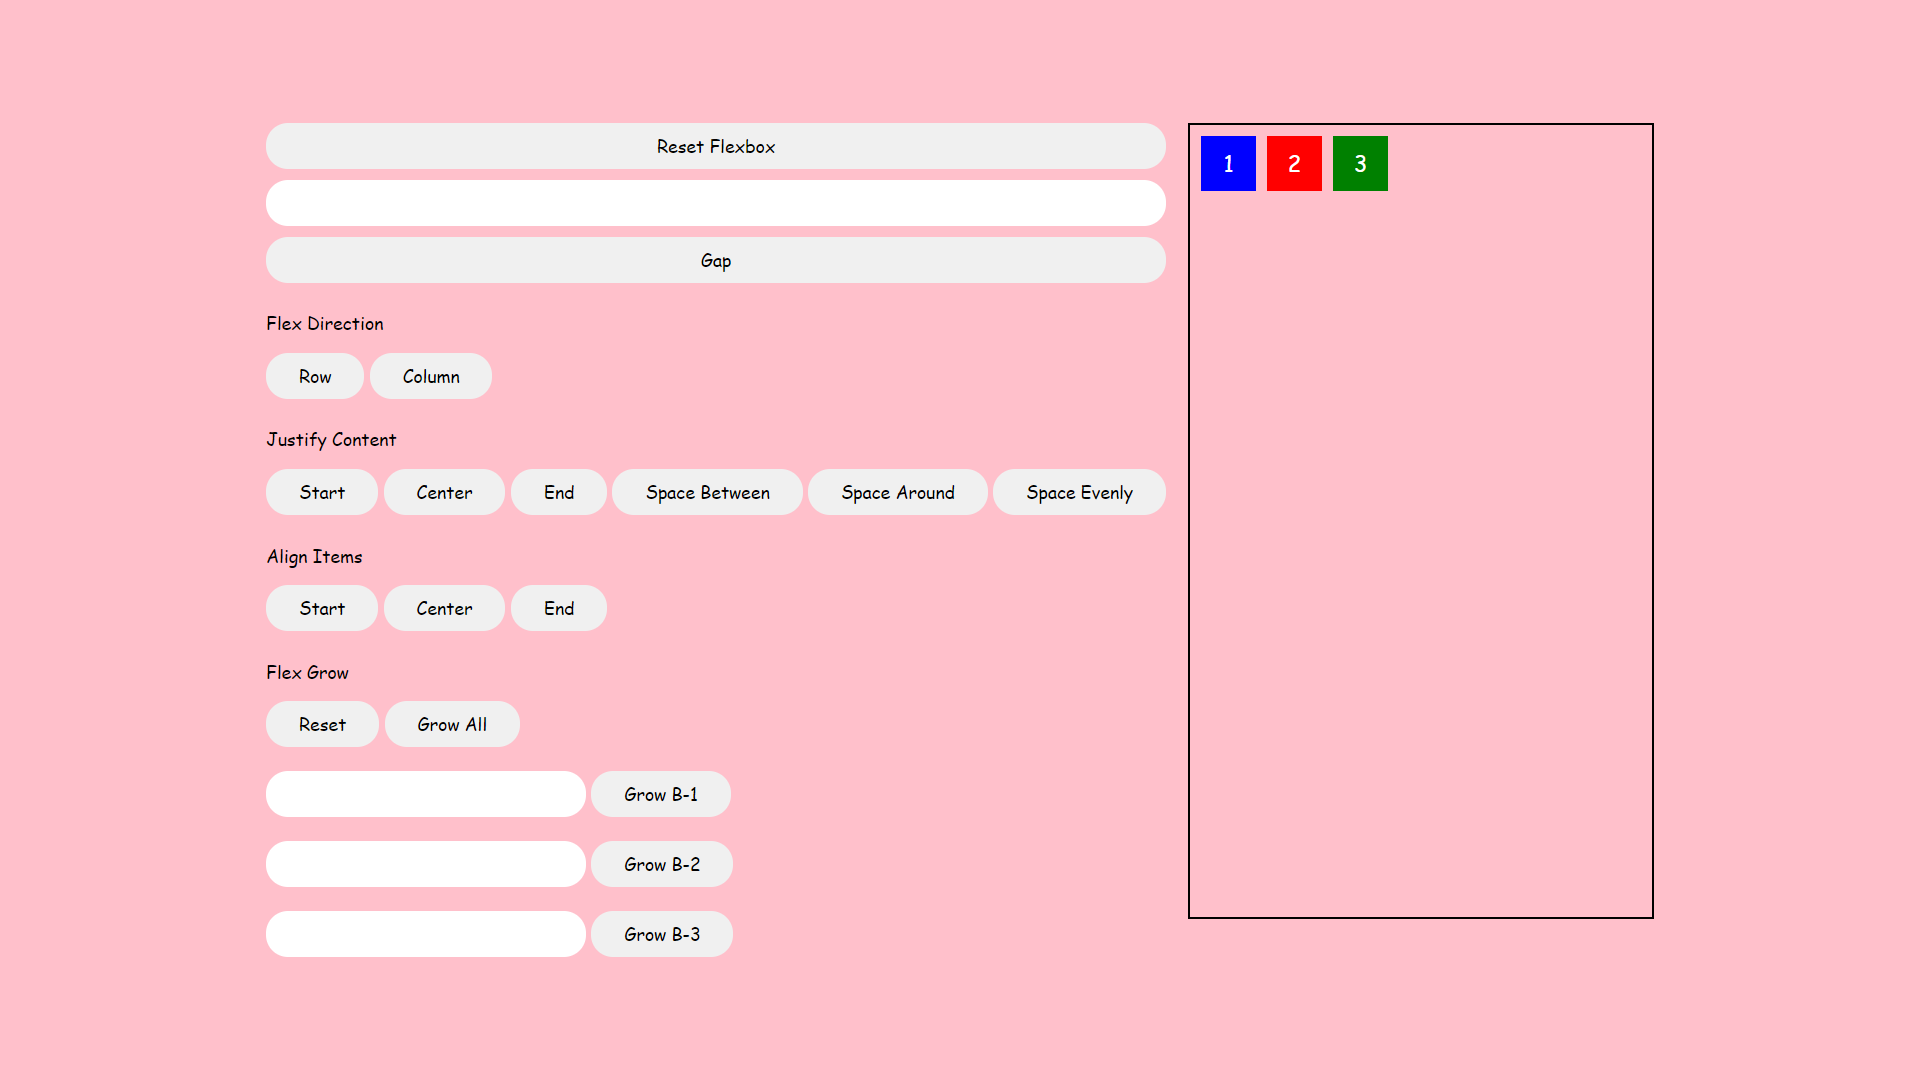 Reset Flexbox
Gap
Flex Direction
Row Column
Justify Content
Start Center End Space Between Space Around Space Evenly
Align Items
Start Center End
Flex Grow
Reset Grow All
Grow B-1
Grow B-2
Grow B-3
1 2 3